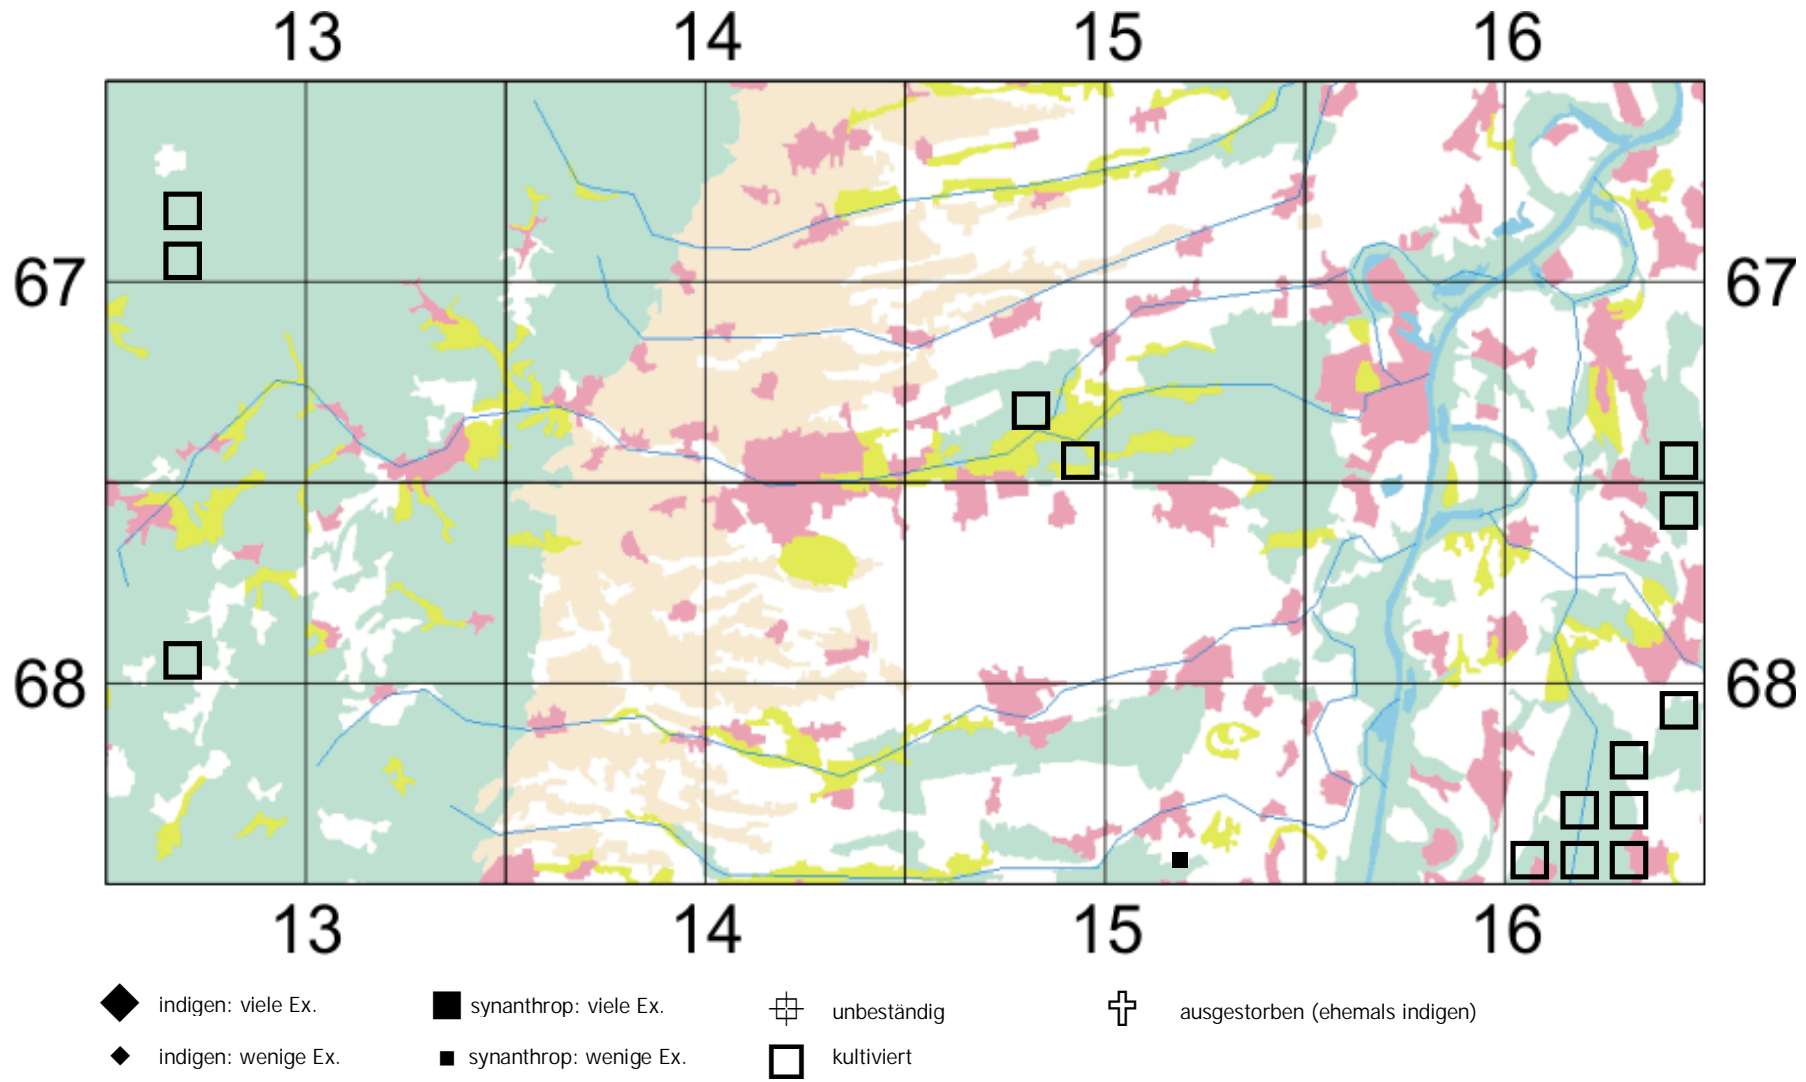 13 14 15 16
67 67
68 68
13 14 15 16
indigen: viele Ex. synanthrop: viele Ex. unbeständig ausgestorben (ehemals indigen)
indigen: wenige Ex. synanthrop: wenige Ex. kultiviert